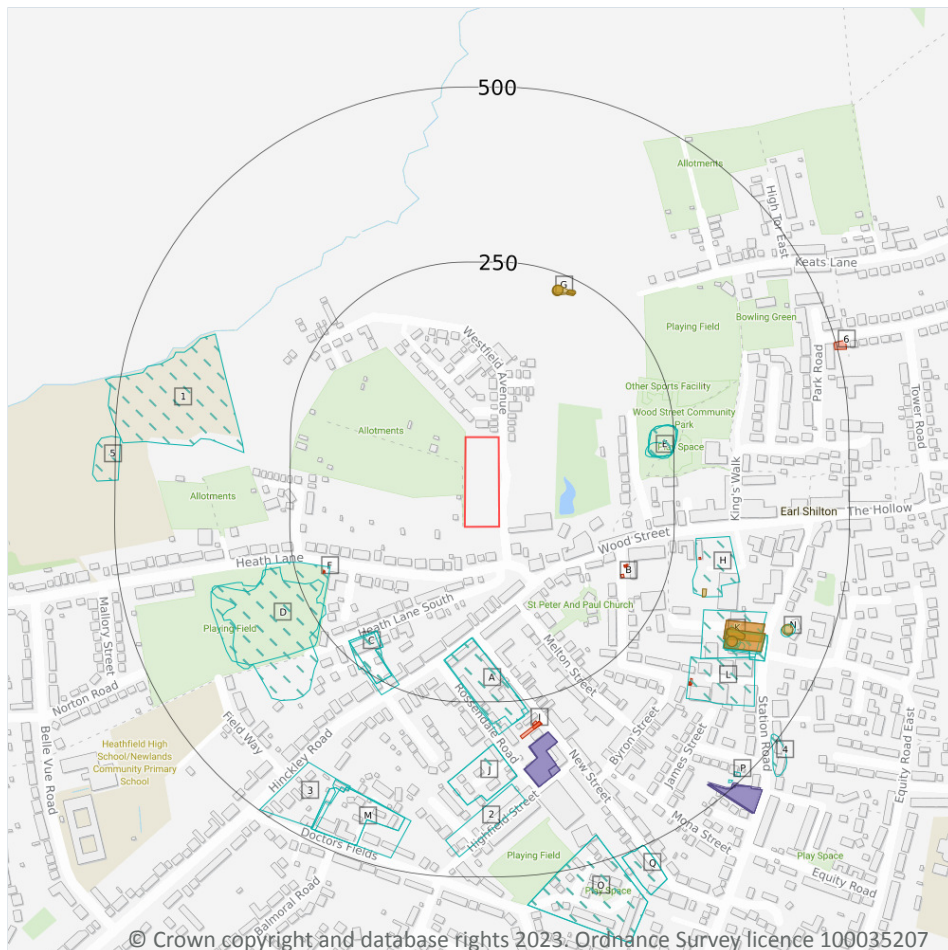 500
Allotments
High Tor East
Keats Lane
250
G
Bowling Green
Playing Field
6
Westfield Avenue
Park Road
Other Sports Facility
1
Wood Street Community
Park
Tower Road
Allotments
E
Space
5
King's Walk
Allotments
Earl Shilton
The Hollow
Wood Street
Heath Lane
F
B
H
St Peter And Paul Church
D
Mallory Street
Playing Field
Heath Lane South
K
N
C
Melton Street
A
L
Norton Road
Rossendale Road
Field Way
I
Byron Street
James Street
Station Road
Belle Vue Road
Heathfield High
School/Newlands
Community Primary
School
Hinckley Road
New Street
4
Equity Road East
J
P
3
M
2
Highfield Street
Mona Street
Doctors Fields
Playing Field
Play Space
Q
Equity Road
Balmoral Road
O
Play Space
© Crown copyright and database rights 2023. Ordnance Survey licence 100035207